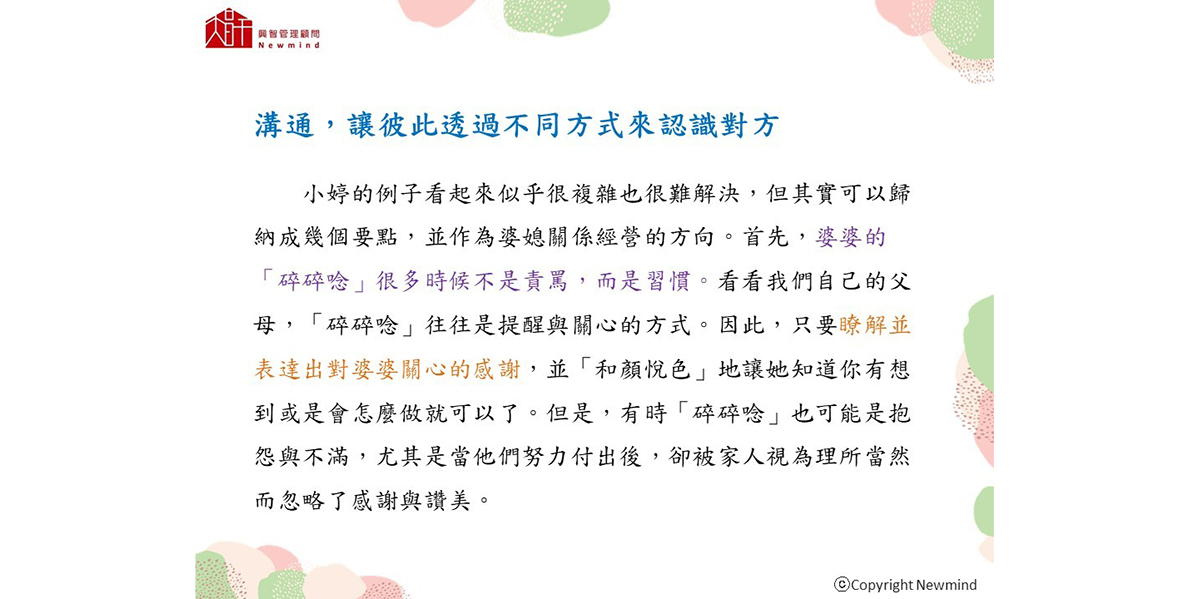 興智管理顧問
Newmind
溝通，讓彼此透過不同方式來認識對方
小婷的例子看起來似乎很複雜也很難解決，但其實可以歸
納成幾個要點，並作為婆媳關係經營的方向。首先，婆婆的
「碎碎唸」很多時候不是責罵，而是習慣。看看我們自己的父
母，「碎碎唸」往往是提醒與關心的方式。因此，只要瞭解並
表達出對婆婆關心的感謝，並「和顏悅色」地讓她知道你有想
到或是會怎麼做就可以了。但是，有時「碎碎唸」也可能是抱
怨與不滿，尤其是當他們努力付出後，卻被家人視為理所當然
而忽略了感謝與讚美。
ⓒCopyright Newmind